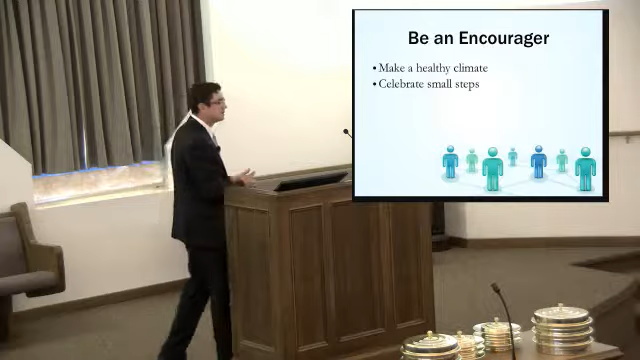 Be an Encourager
• Make a healthy climate
• Celebrate small steps